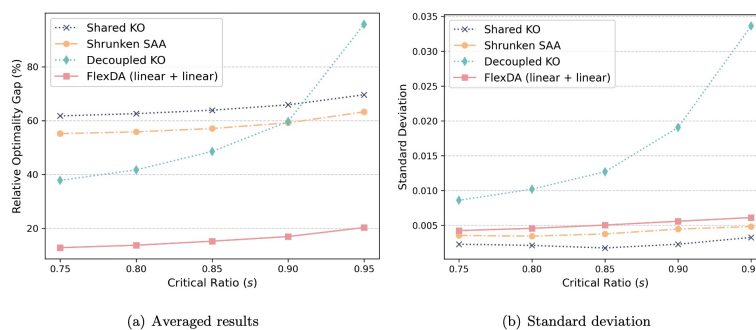 Relative Optimality Gap (%)
80
60
40
20
Shared KO
Shrunken SAA
Decoupled KO
FlexDA (linear + linear)
0.75
0.80
0.85
0.90
0.95
Critical Ratio (s)
(a) Averaged results
Standard Deviation
0.035
0.030
0.025
0.020
0.015
0.010
0.005
Shared KO
Shrunken SAA
Decoupled KO
FlexDA (linear + linear)
0.75
0.80
0.85
0.90
0.9
Critical Ratio (s)
(b) Standard deviation